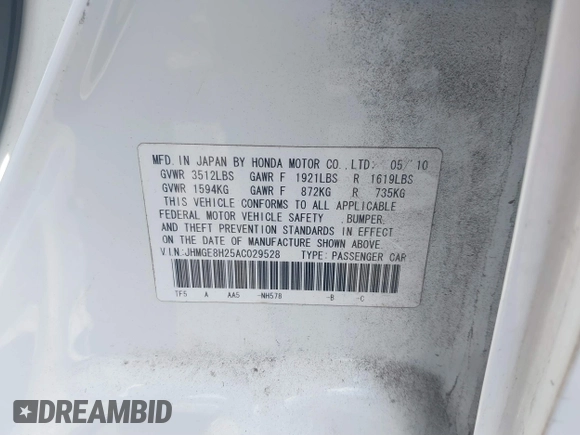 MFD. IN JAPAN BY HONDA MOTOR CO., LTD: 05/10
GVWR 3512LBS GAWR F 1921LBS R 1619LBS
GVWR 1594KG GAWR F 872KG R 735KG
THIS VEHICLE CONFORMS TO ALL APPLICABLE
FEDERAL MOTOR VEHICLE SAFETY ,BUMPER,
AND THEFT PREVENTION STANDARDS IN EFFECT
ON THE DATE OF MANUFACTURE SHOWN ABOVE.
V.I.N.:JHMGE8H25AC029528 TYPE: PASSENGER CAR
TF5 A AA5 -NH578 -B -C
DREAMBID